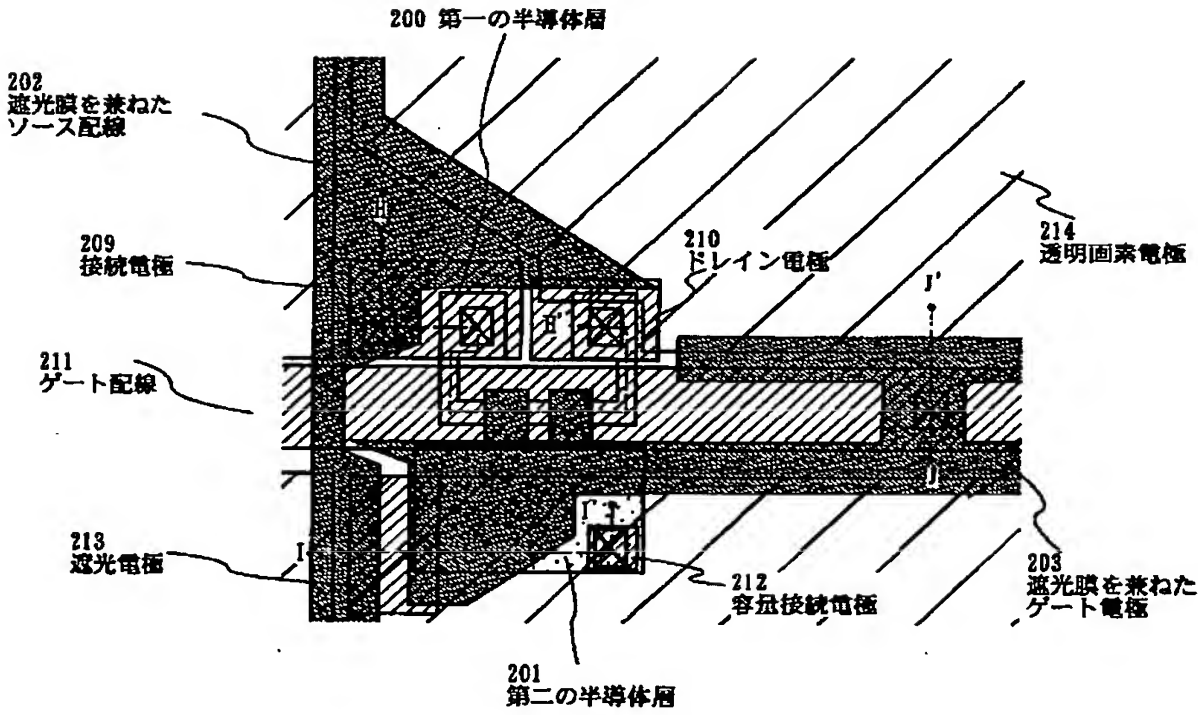 200 第一の半導体層
202
遮光膜を兼ねた
ソース配線
H
209
接続電極
210
ドレイン電極
214
透明画素電極
J'
H'
211
ゲート配線
J
I'
213
遮光電極
I
212
容量接続電極
203
遮光膜を兼ねた
ゲート電極
201
第二の半導体層